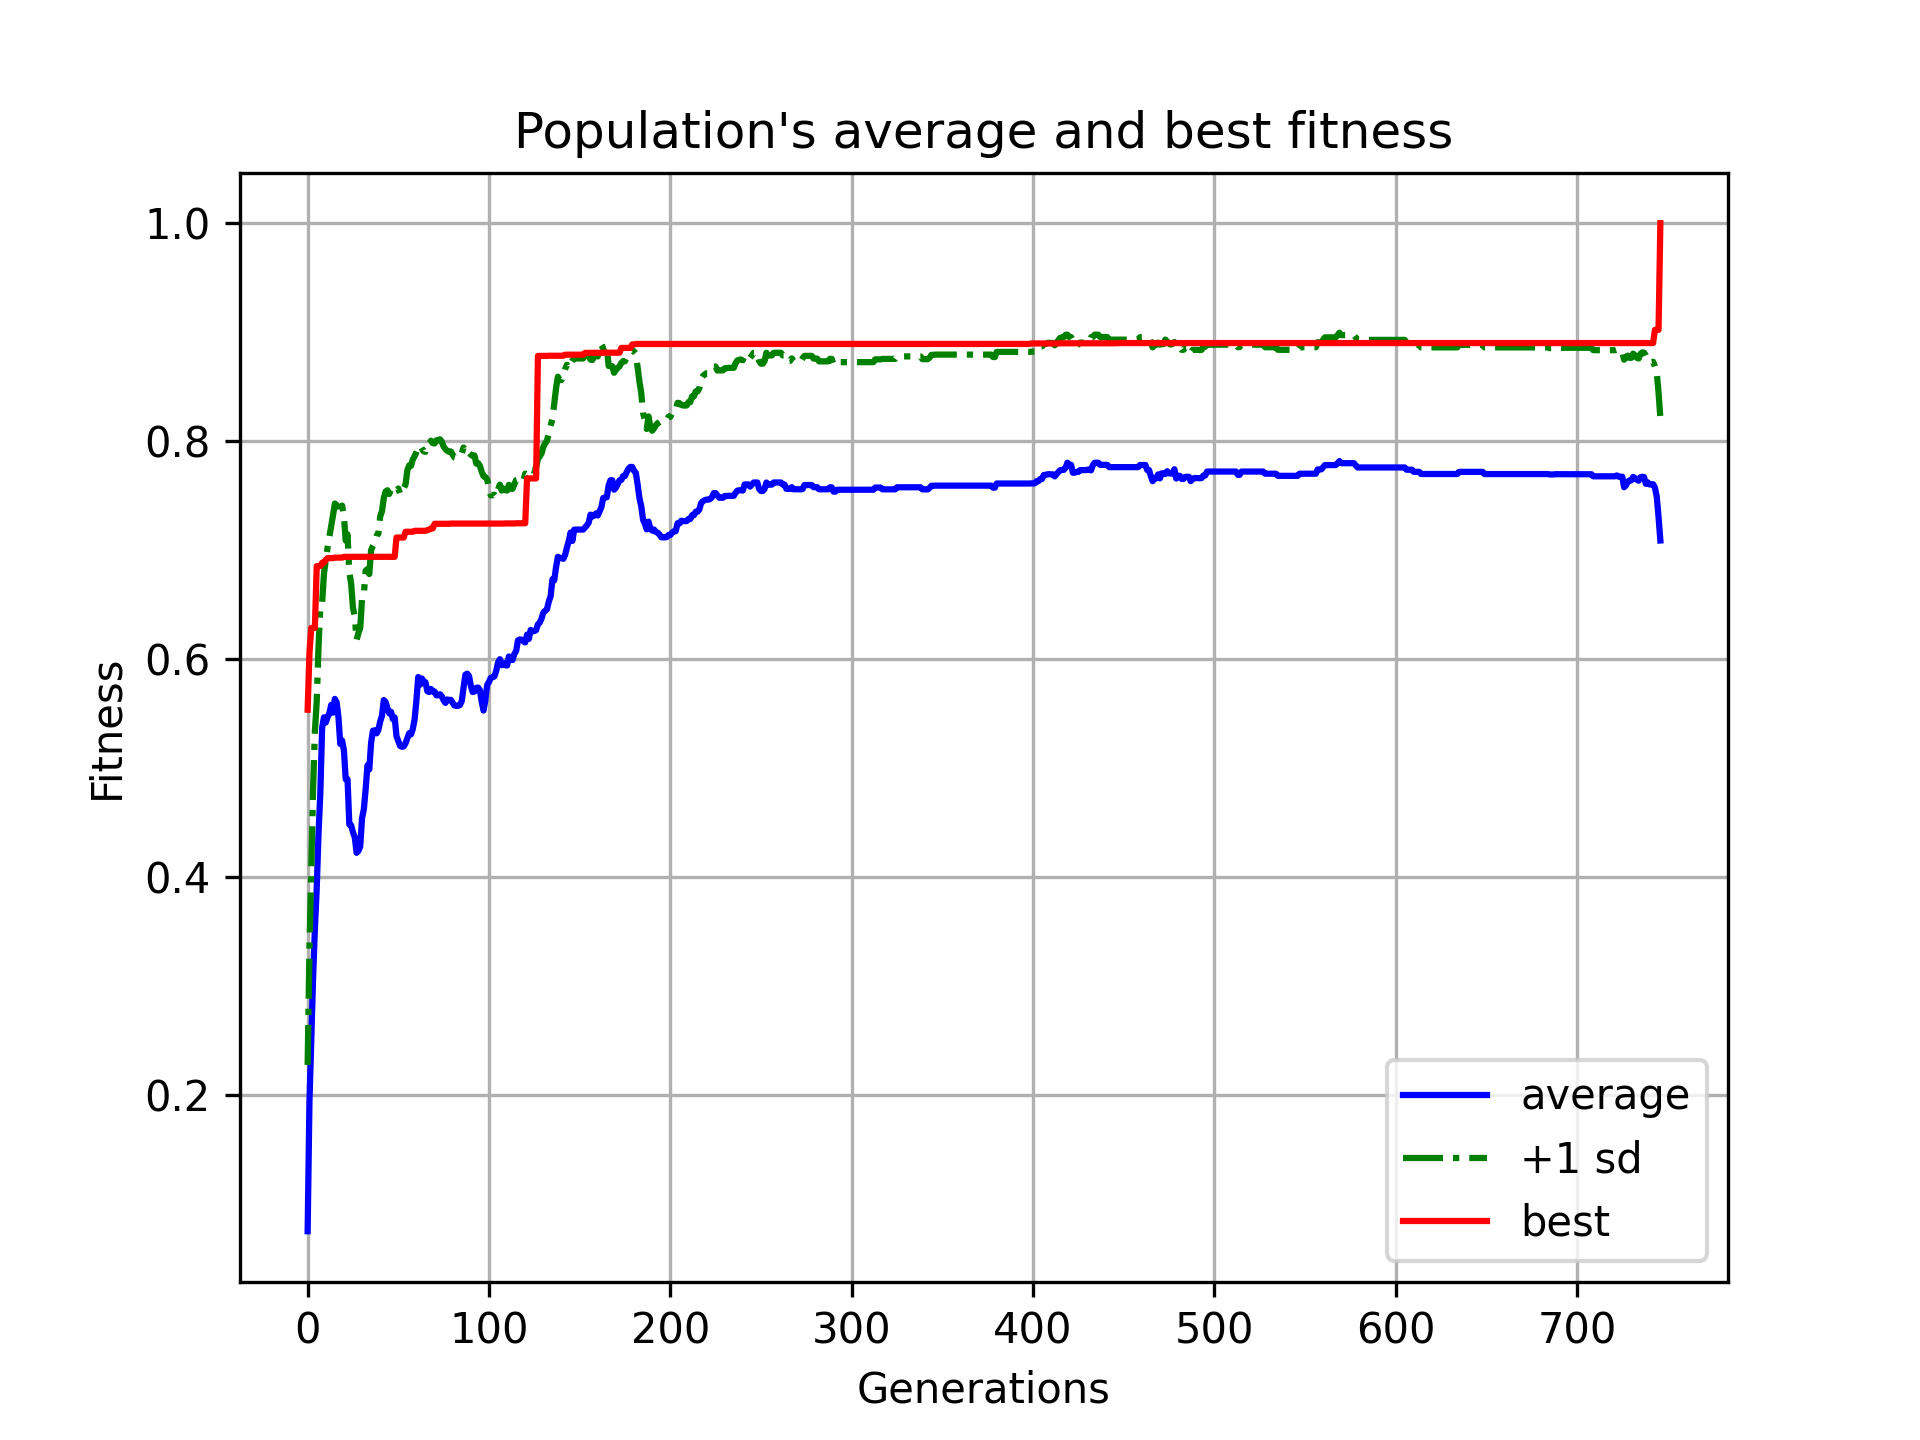 Population's average and best fitness
1.0
0.8
0.6
0.4
0.2
Fitness
0 100 200 300 400 500 600 700
Generations
average
+1 sd
best